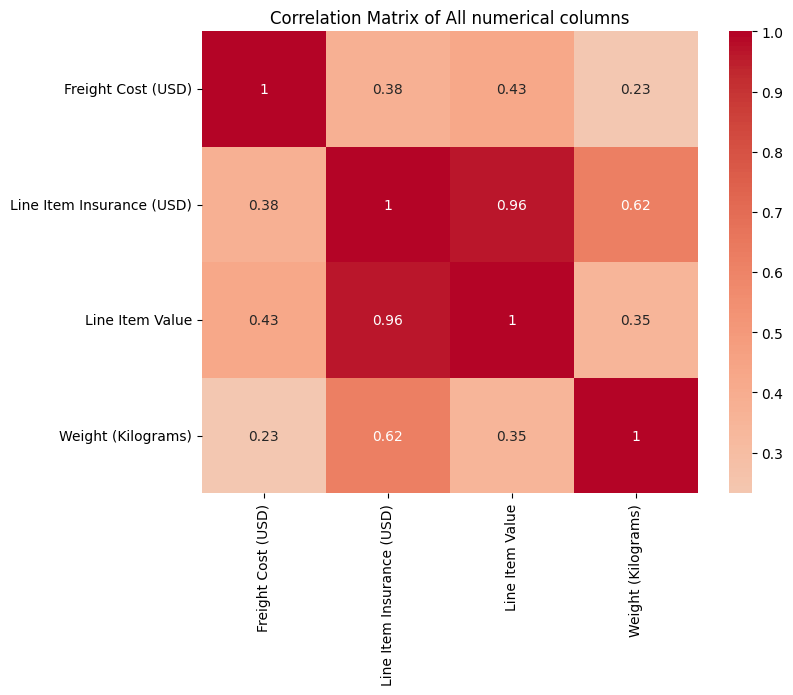 Correlation Matrix of All numerical columns
Freight Cost (USD)
1 0.38 0.43 0.23
Line Item Insurance (USD)
0.38 1 0.96 0.62
Line Item Value
0.43 0.96 1 0.35
Weight (Kilograms)
0.23 0.62 0.35 1
Freight Cost (USD)
Line Item Insurance (USD)
Line Item Value
Weight (Kilograms)
1.0
0.9
0.8
0.7
0.6
0.5
0.4
0.3